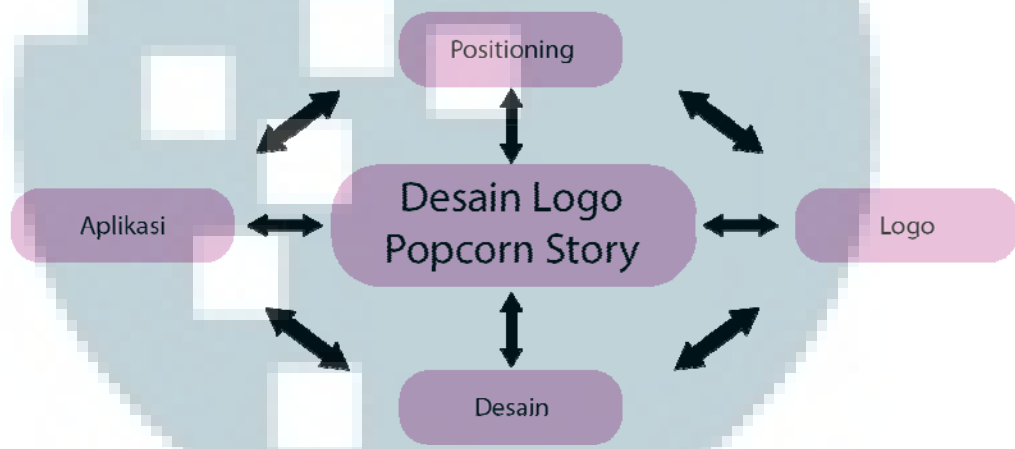 Positioning
Aplikasi
Desain Logo
Popcorn Story
Logo
Desain